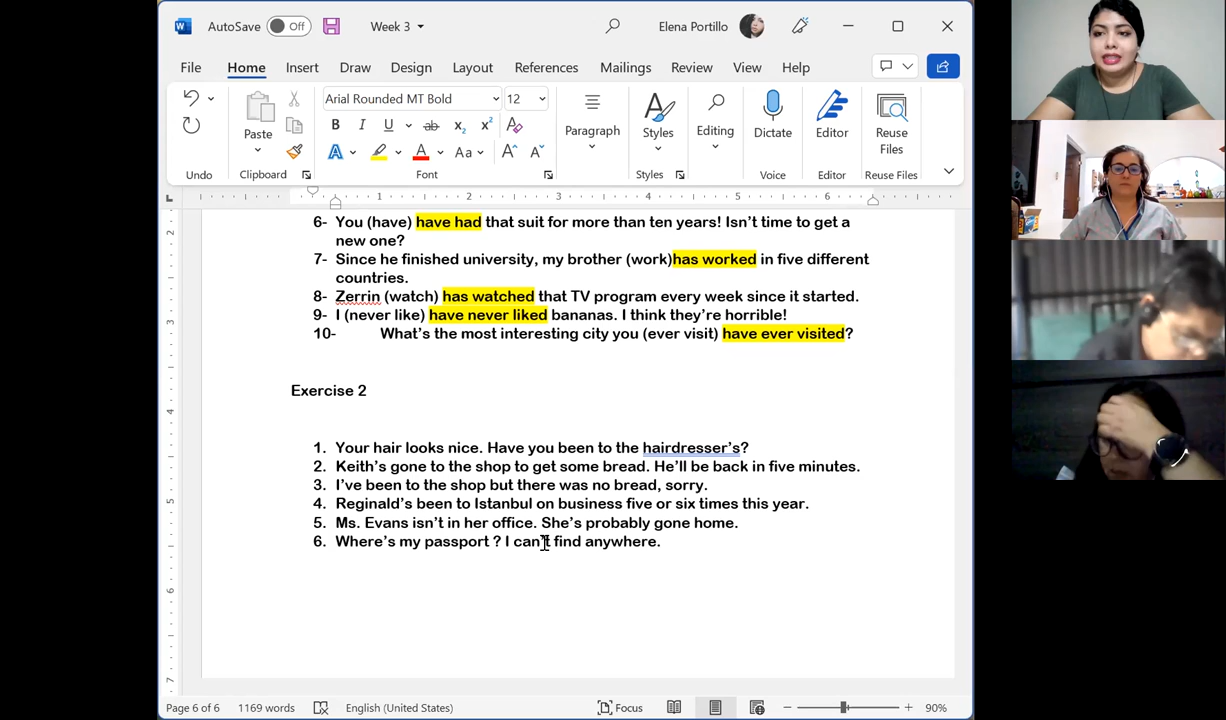 AutoSave Off Week 3 Elena Portillo
File Home Insert Draw Design Layout References Mailings Review View Help
Arial Rounded MT Bold 12
Paste B I U ab x₂ x² A Aa A A Paragraph Styles Editing Dictate Editor Reuse Files
Undo Clipboard Font Styles Voice Editor Reuse Files
1 2 3 4 5 6
6- You (have) have had that suit for more than ten years! Isn’t time to get a
new one?
7- Since he finished university, my brother (work)has worked in five different
countries.
8- Zerrin (watch) has watched that TV program every week since it started.
9- I (never like) have never liked bananas. I think they’re horrible!
10- What’s the most interesting city you (ever visit) have ever visited?
Exercise 2
1. Your hair looks nice. Have you been to the hairdresser’s?
2. Keith’s gone to the shop to get some bread. He’ll be back in five minutes.
3. I’ve been to the shop but there was no bread, sorry.
4. Reginald’s been to Istanbul on business five or six times this year.
5. Ms. Evans isn’t in her office. She’s probably gone home.
6. Where’s my passport ? I can’t find anywhere.
Page 6 of 6 1169 words English (United States) Focus 90%